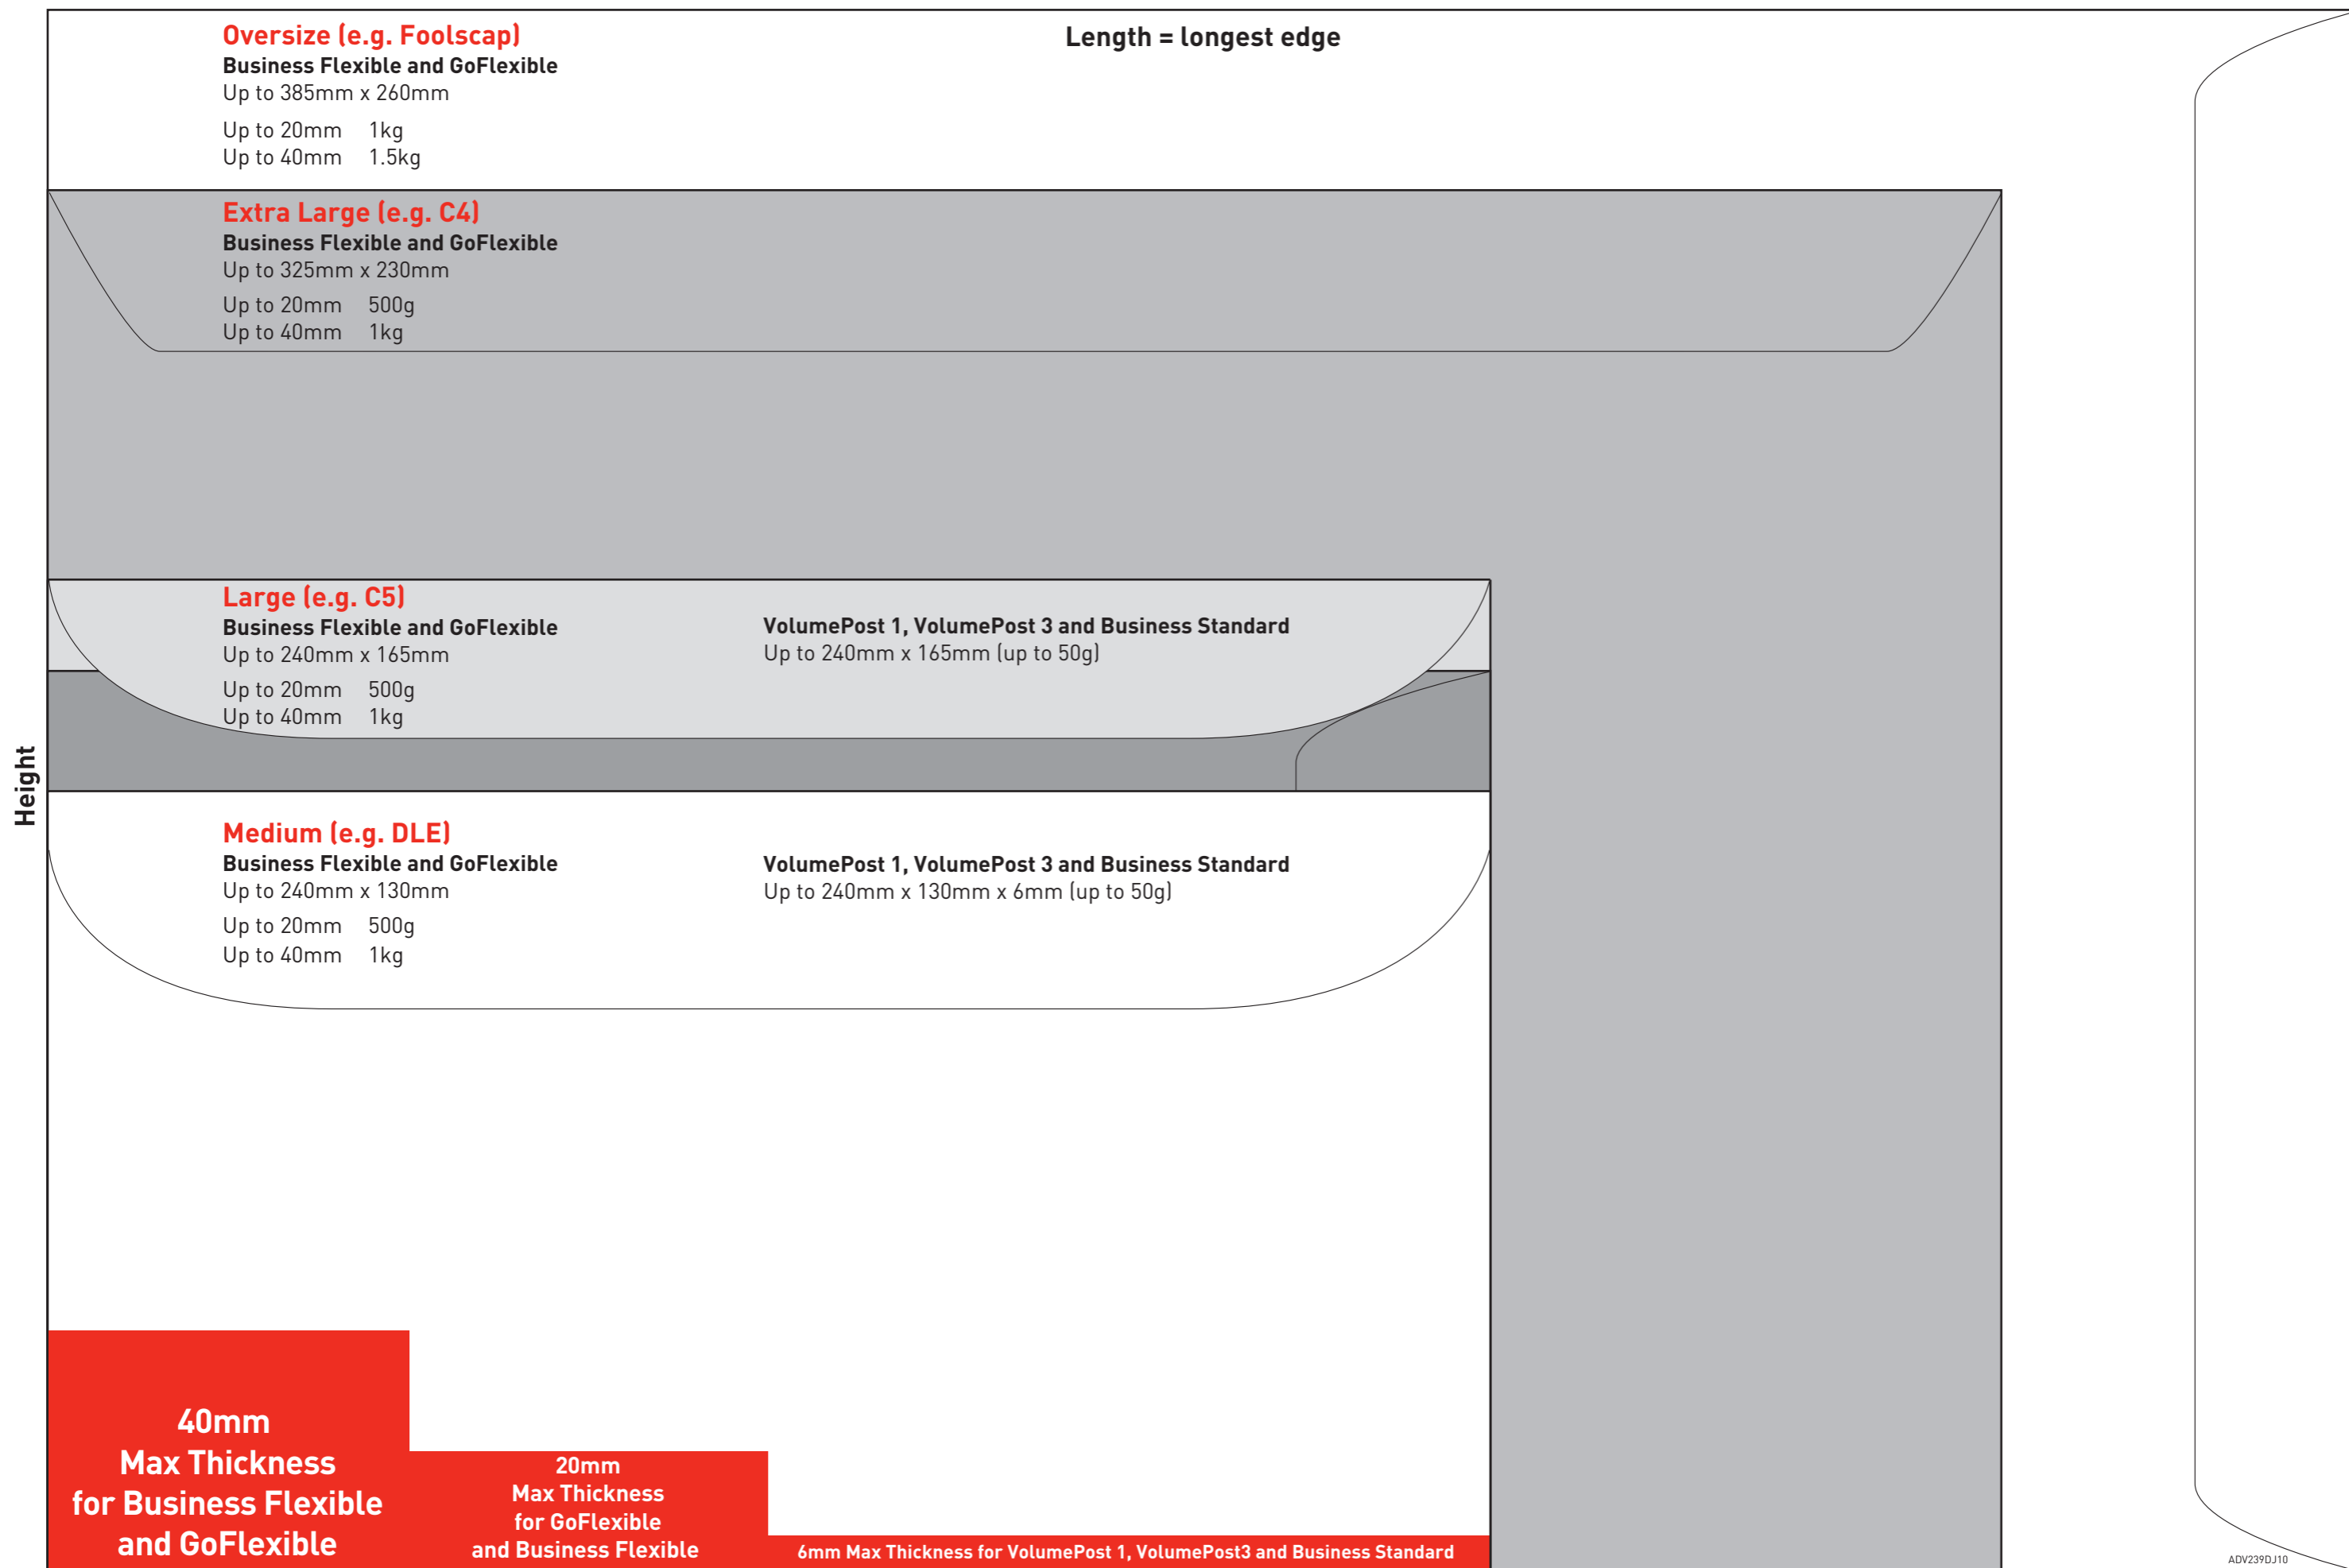 Oversize (e.g. Foolscap)
Business Flexible and GoFlexible
Up to 385mm x 260mm
Up to 20mm 1kg
Up to 40mm 1.5kg
Length = longest edge
Extra Large (e.g. C4)
Business Flexible and GoFlexible
Up to 325mm x 230mm
Up to 20mm 500g
Up to 40mm 1kg
Large (e.g. C5)
Business Flexible and GoFlexible
Up to 240mm x 165mm
Up to 20mm 500g
Up to 40mm 1kg
VolumePost 1, VolumePost 3 and Business Standard
Up to 240mm x 165mm (up to 50g)
Height
Medium (e.g. DLE)
Business Flexible and GoFlexible
Up to 240mm x 130mm
Up to 20mm 500g
Up to 40mm 1kg
VolumePost 1, VolumePost 3 and Business Standard
Up to 240mm x 130mm x 6mm (up to 50g)
40mm
Max Thickness
for Business Flexible
and GoFlexible
20mm
Max Thickness
for GoFlexible
and Business Flexible
6mm Max Thickness for VolumePost 1, VolumePost3 and Business Standard
ADV239DJ10